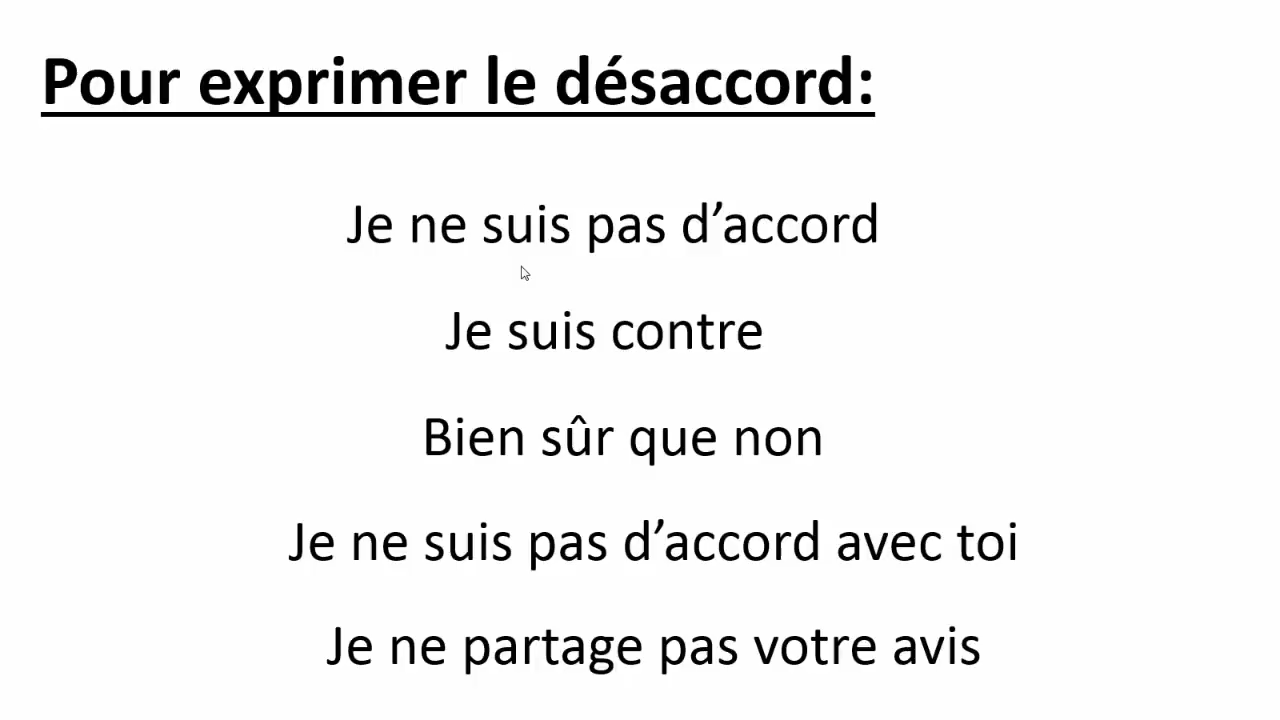 Pour exprimer le désaccord:
Je ne suis pas d’accord
Je suis contre
Bien sûr que non
Je ne suis pas d’accord avec toi
Je ne partage pas votre avis